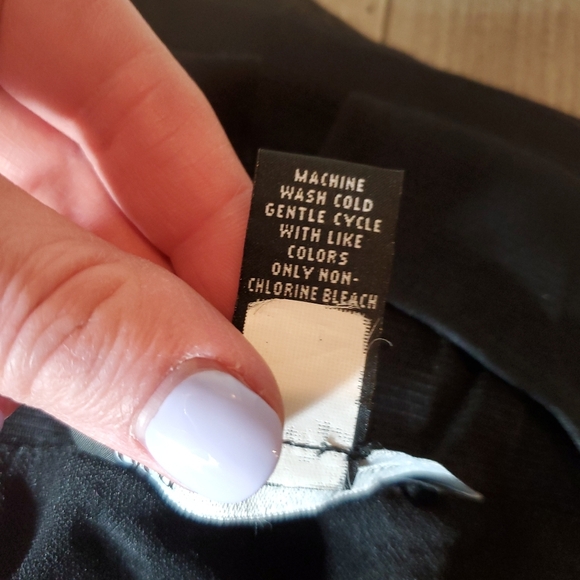 MACHINE
WASH COLD
GENTLE CYCLE
WITH LIKE
COLORS
ONLY NON-
CHLORINE BLEACH